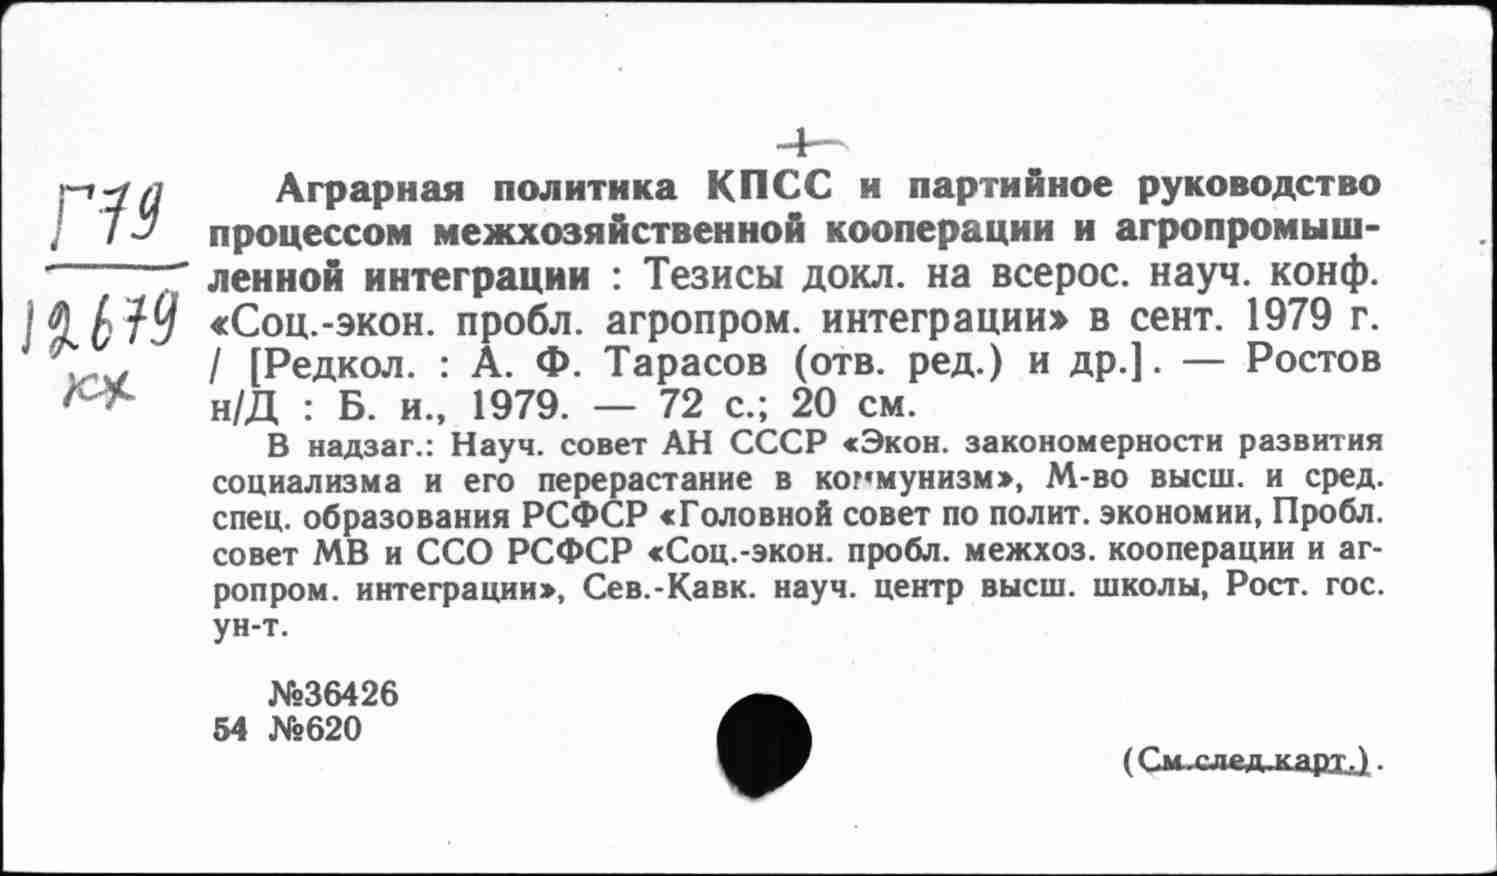 1
Г79
12679
кх
Аграрная политика КПСС и партийное руководство
процессом межхозяйственной кооперации и агропромыш-
ленной интеграции : Тезисы докл. на всерос. науч. конф.
«Соц.-экон. пробл. агропром. интеграции» в сент. 1979 г.
/ [Редкол. : А. Ф. Тарасов (отв. ред.) и др.]. — Ростов
н/Д : Б. и., 1979. — 72 с.; 20 см.
В надзаг.: Науч. совет АН СССР «Экон. закономерности развития
социализма и его перерастание в коммунизм», М-во высш. и сред.
спец. образования РСФСР «Головной совет по полит. экономии, Пробл.
совет МВ и ССО РСФСР «Соц.-экон. пробл. межхоз. кооперации и аг-
ропром. интеграции», Сев.-Кавк. науч. центр высш. школы, Рост. гос.
ун-т.
№36426
54 №620
(См.след.карт.).